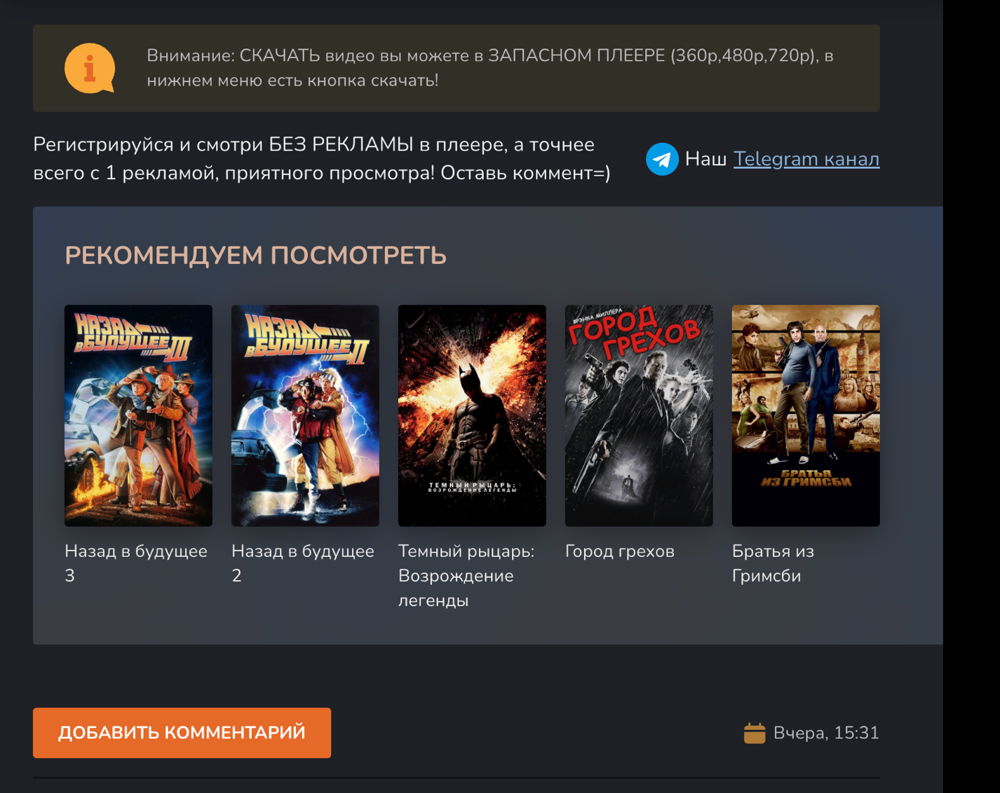 Внимание: СКАЧАТЬ видео вы можете в ЗАПАСНОМ ПЛЕЕРЕ (360p,480p,720p), в
нижнем меню есть кнопка скачать!
Регистрируйся и смотри БЕЗ РЕКЛАМЫ в плеере, а точнее
всего с 1 рекламой, приятного просмотра! Оставь коммент=)
Наш Telegram канал
РЕКОМЕНДУЕМ ПОСМОТРЕТЬ
НАЗАД
В БУДУЩЕЕ III
НАЗАД
В БУДУЩЕЕ II
ТЕМНЫЙ РЫЦАРЬ:
ВОЗРОЖДЕНИЕ ЛЕГЕНДЫ
ФРЭНКА МИЛЛЕРА
ГОРОД
ГРЕХОВ
БРАТЬЯ
ИЗ ГРИМСБИ
Назад в будущее
3
Назад в будущее
2
Темный рыцарь:
Возрождение
легенды
Город грехов
Братья из
Гримсби
ДОБАВИТЬ КОММЕНТАРИЙ
Вчера, 15:31